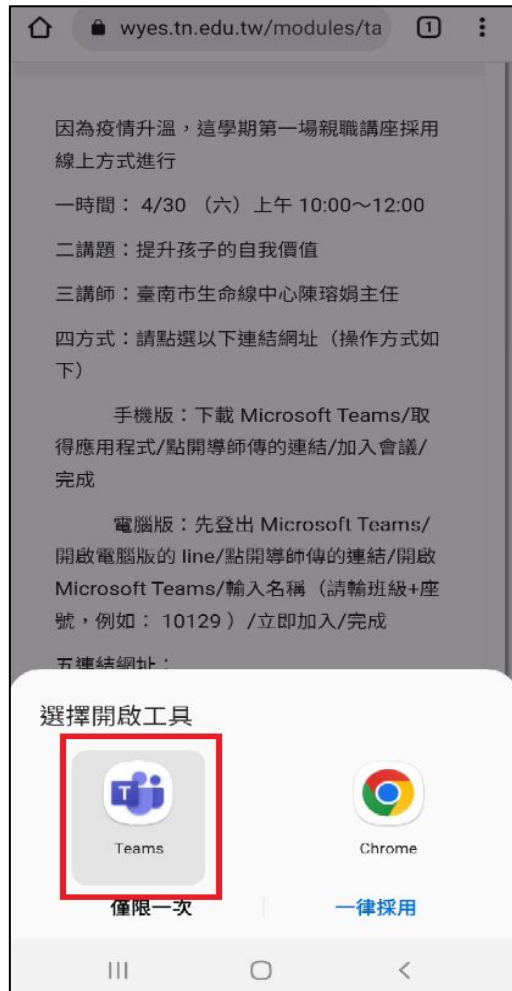 wyes.tn.edu.tw/modules/ta
1
因為疫情升溫，這學期第一場親職講座採用
線上方式進行
一時間： 4/30 （六）上午 10:00～12:00
二講題：提升孩子的自我價值
三講師：臺南市生命線中心陳瑢娟主任
四方式：請點選以下連結網址（操作方式如
下）
手機版：下載 Microsoft Teams/取
得應用程式/點開導師傳的連結/加入會議/
完成
電腦版：先登出 Microsoft Teams/
開啟電腦版的 line/點開導師傳的連結/開啟
Microsoft Teams/輸入名稱（請輸班級+座
號，例如： 10129 ）/立即加入/完成
五連結網址：
選擇開啟工具
T
Teams
Chrome
僅限一次
一律採用